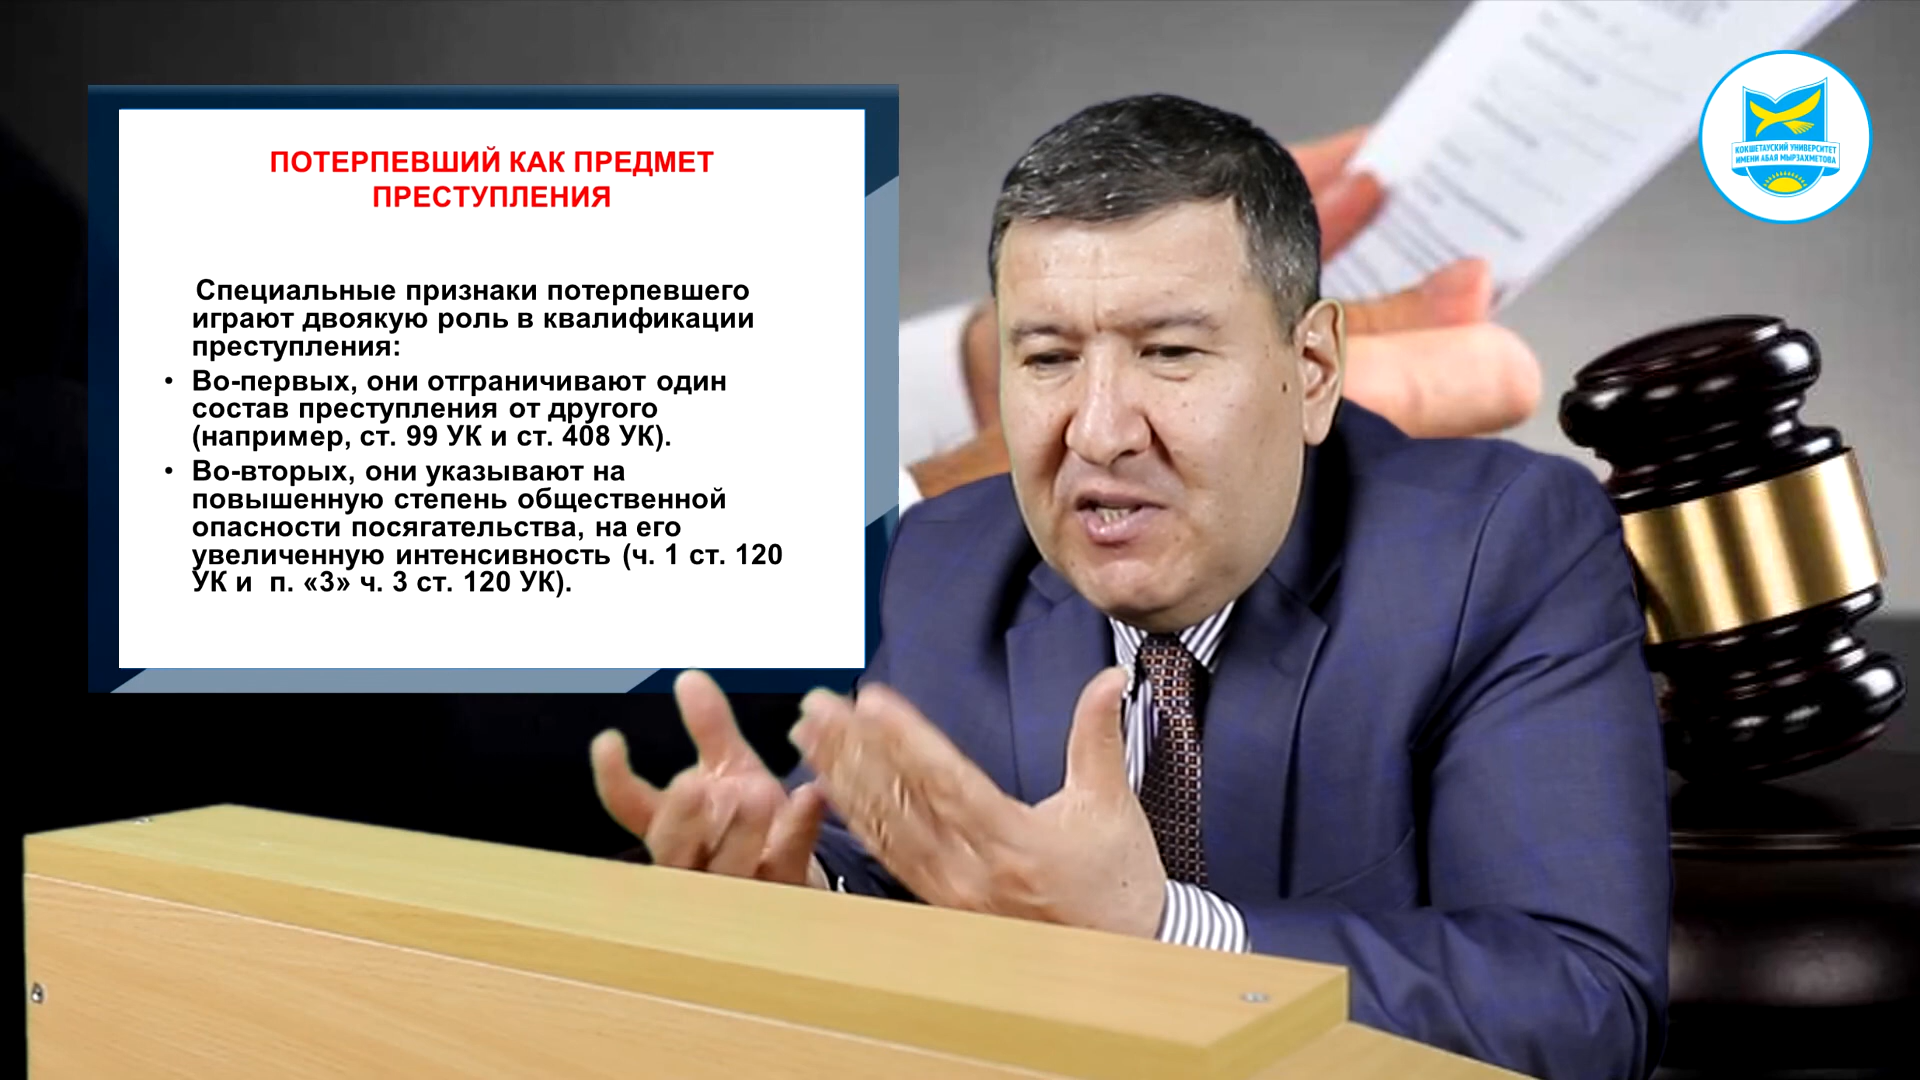 ПОТЕРПЕВШИЙ КАК ПРЕДМЕТ
ПРЕСТУПЛЕНИЯ
Специальные признаки потерпевшего
играют двоякую роль в квалификации
преступления:
• Во-первых, они отграничивают один
состав преступления от другого
(например, ст. 99 УК и ст. 408 УК).
• Во-вторых, они указывают на
повышенную степень общественной
опасности посягательства, на его
увеличенную интенсивность (ч. 1 ст. 120
УК и п. «3» ч. 3 ст. 120 УК).
КОКШЕТАУСКИЙ УНИВЕРСИТЕТ
ИМЕНИ АБАЯ МЫРЗАХМЕТОВА